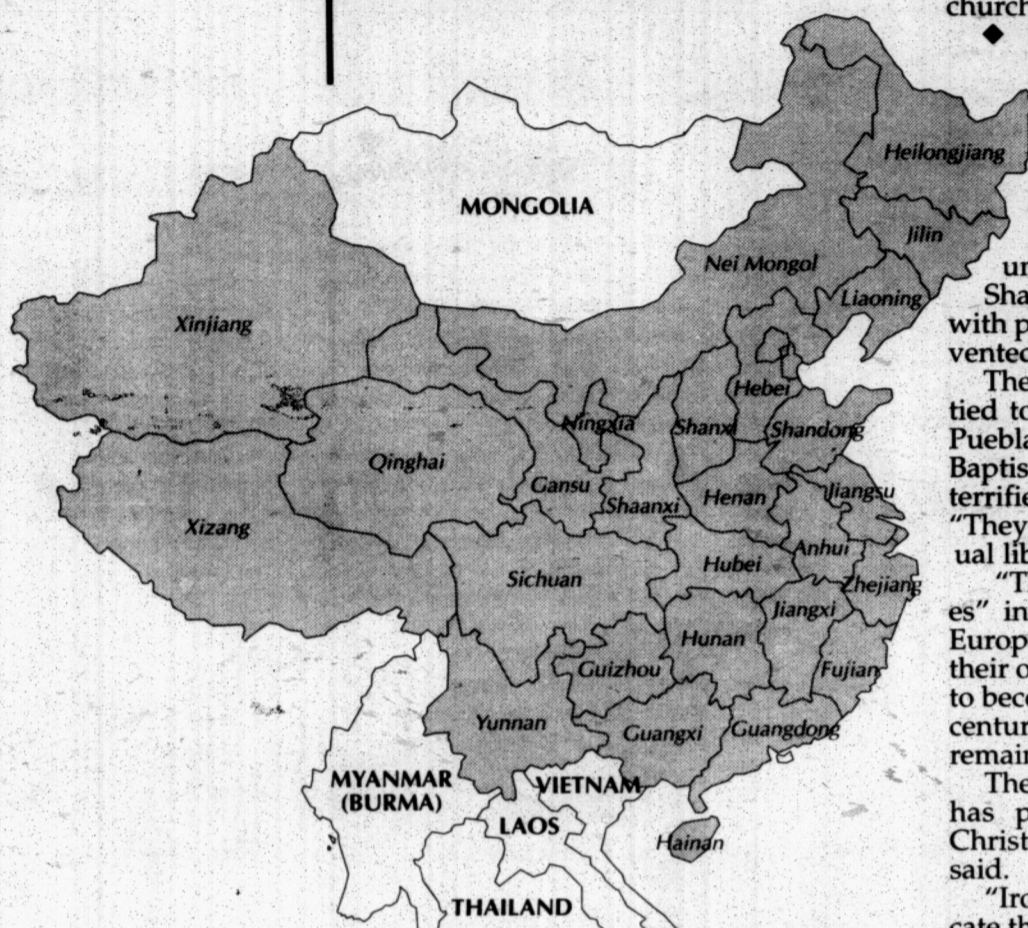 MONGOLIA
Heilongjiang
Jilin
Nei Mongol
Liaoning
Xinjiang
Hebei
Ningxia
Shanxi
Shandong
Qinghai
Gansu
Shaanxi
Henan
Jiangsu
Xizang
Sichuan
Hubei
Anhui
Zhejiang
Jiangxi
Hunan
Guizhou
Fujian
Yunnan
Guangxi
Guangdong
MYANMAR
(BURMA)
VIETNAM
LAOS
Hainan
THAILAND
church
◆
Sha
with p
vented
The
tied to
Puebla
Baptis
terrifie
"They
ual lib
"T
es" in
Europ
their o
to beco
centur
remain
The
has p
Christ
said.
"Iro
cate th